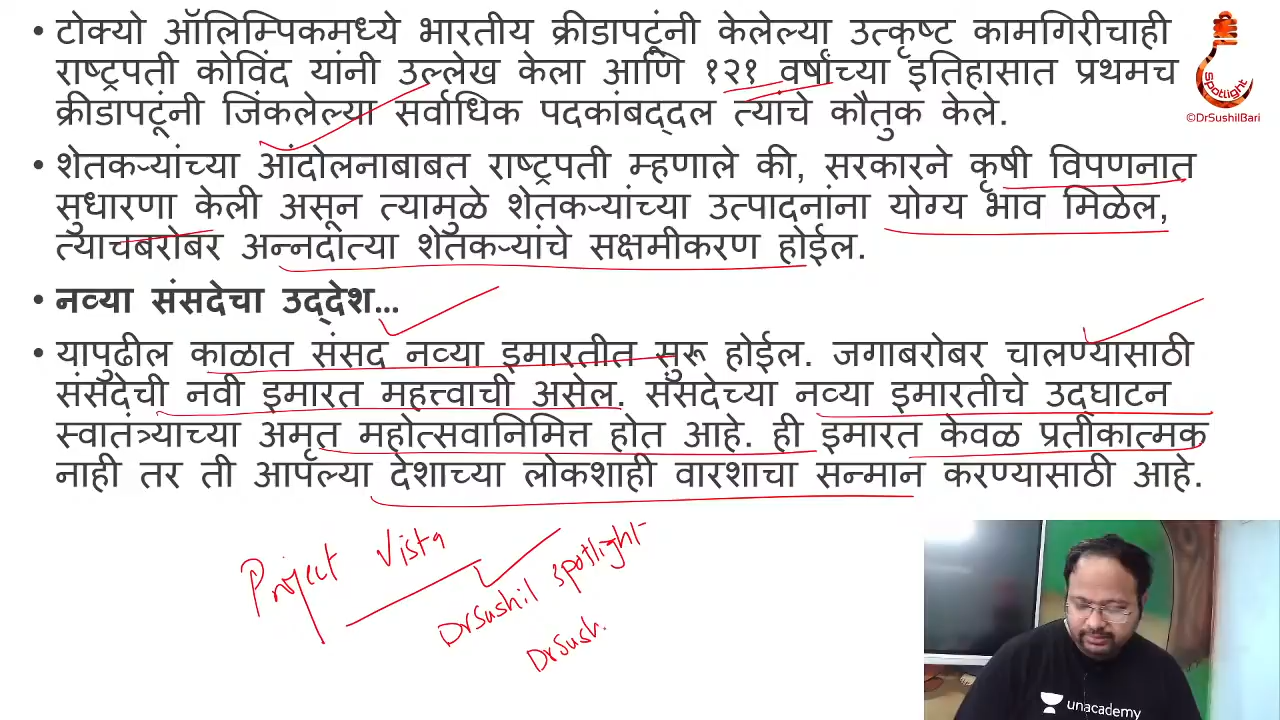 • टोक्यो ऑलिम्पिकमध्ये भारतीय क्रीडापटूंनी केलेल्या उत्कृष्ट कामगिरीचाही
राष्ट्रपती कोविंद यांनी उल्लेख केला आणि १२१ वर्षांच्या इतिहासात प्रथमच
क्रीडापटूंनी जिंकलेल्या सर्वाधिक पदकांबद्दल त्यांचे कौतुक केले.
Spotlight
©DrSushilBari
• शेतकऱ्यांच्या आंदोलनाबाबत राष्ट्रपती म्हणाले की, सरकारने कृषी विपणनात
सुधारणा केली असून त्यामुळे शेतकऱ्यांच्या उत्पादनांना योग्य भाव मिळेल,
त्याचबरोबर अन्नदात्या शेतकऱ्यांचे सक्षमीकरण होईल.
• नव्या संसदेचा उद्देश...
• यापुढील काळात संसद नव्या इमारतीत सुरू होईल. जगाबरोबर चालण्यासाठी
संसदेची नवी इमारत महत्त्वाची असेल. संसदेच्या नव्या इमारतीचे उद्घाटन
स्वातंत्र्याच्या अमृत महोत्सवानिमित्त होत आहे. ही इमारत केवळ प्रतीकात्मक
नाही तर ती आपल्या देशाच्या लोकशाही वारशाचा सन्मान करण्यासाठी आहे.
Project Vista
DrSushil spotlight
DrSush.
unacademy